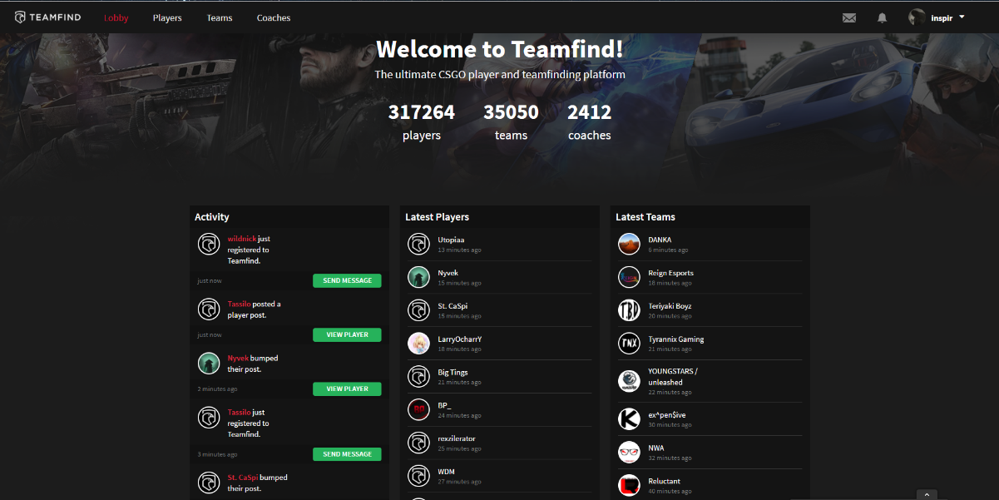 TEAMFIND Lobby Players Teams Coaches inspir
Welcome to Teamfind!
The ultimate CSGO player and teamfinding platform
317264 35050 2412
players teams coaches
Activity
wildnick just
registered to
Teamfind.
just now SEND MESSAGE
Tassilo posted a
player post.
just now VIEW PLAYER
Nyvek bumped
their post.
2 minutes ago VIEW PLAYER
Tassilo just
registered to
Teamfind.
3 minutes ago SEND MESSAGE
St. CaSpi bumped
their post.
Latest Players
Utopiaa
13 minutes ago
Nyvek
15 minutes ago
St. CaSpi
15 minutes ago
LarryOcharrY
18 minutes ago
Big Tings
21 minutes ago
BP_
24 minutes ago
rexzilerator
25 minutes ago
WDM
27 minutes ago
Latest Teams
DANKA
6 minutes ago
Reign Esports
18 minutes ago
Teriyaki Boyz
20 minutes ago
TNX
Tyrannix Gaming
21 minutes ago
YOUNGSTARS /
unleashed
22 minutes ago
ex^pen$ive
30 minutes ago
NWA
32 minutes ago
Reluctant
40 minutes ago